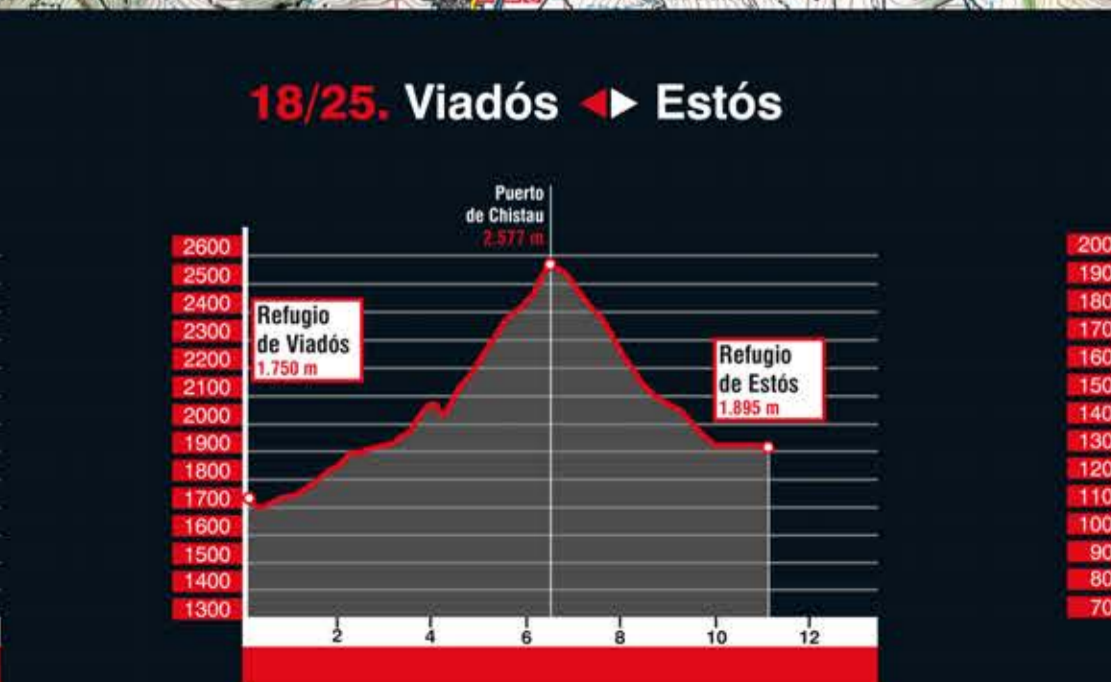 18/25. Viadós Estós
Puerto
de Chistau
2.577 m
2600
2500
2400
2300
2200
2100
2000
1900
1800
1700
1600
1500
1400
1300
Refugio
de Viadós
1.750 m
Refugio
de Estós
1.895 m
2 4 6 8 10 12